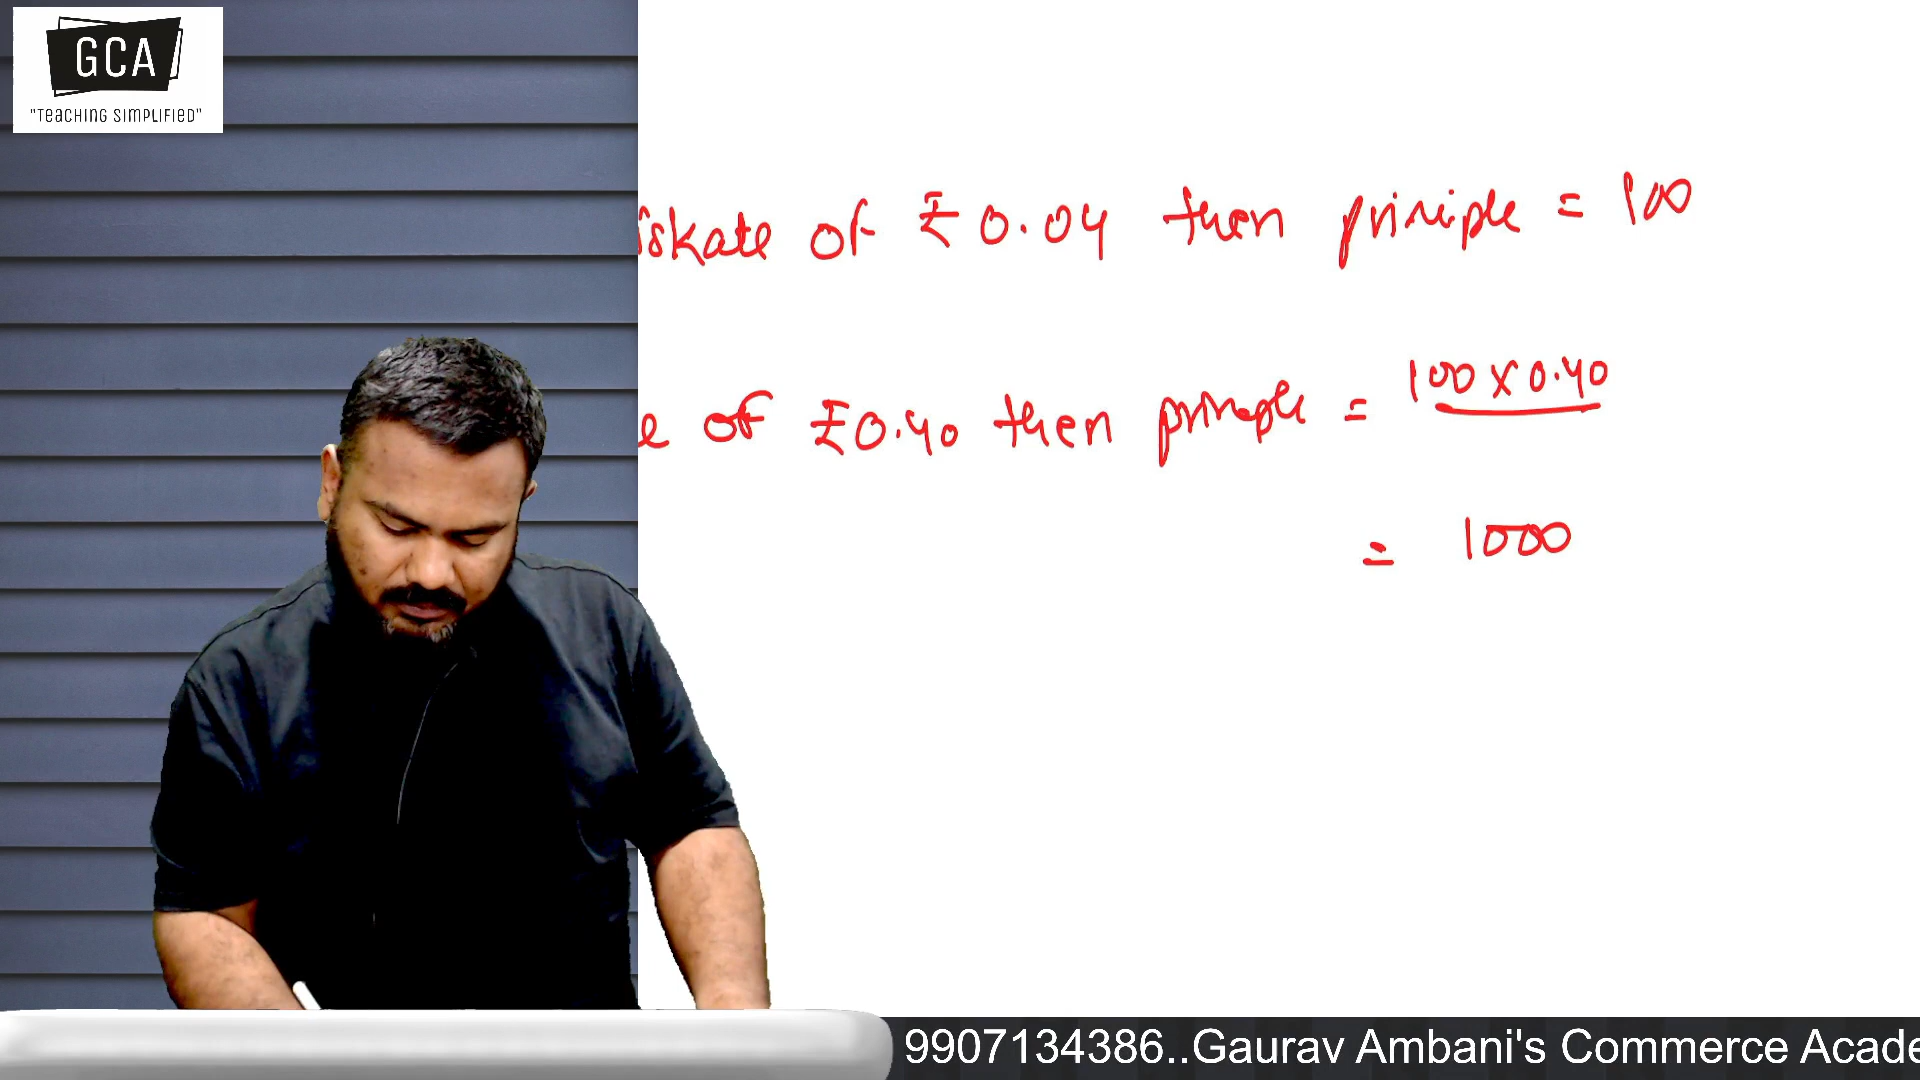 GCA
"TEACHING SIMPLIFIED"
iskate of ₹0.04 then priniple = 100
e of ₹0.40 then prineple = 100 x 0.40
= 1000
9907134386..Gaurav Ambani's Commerce Acade